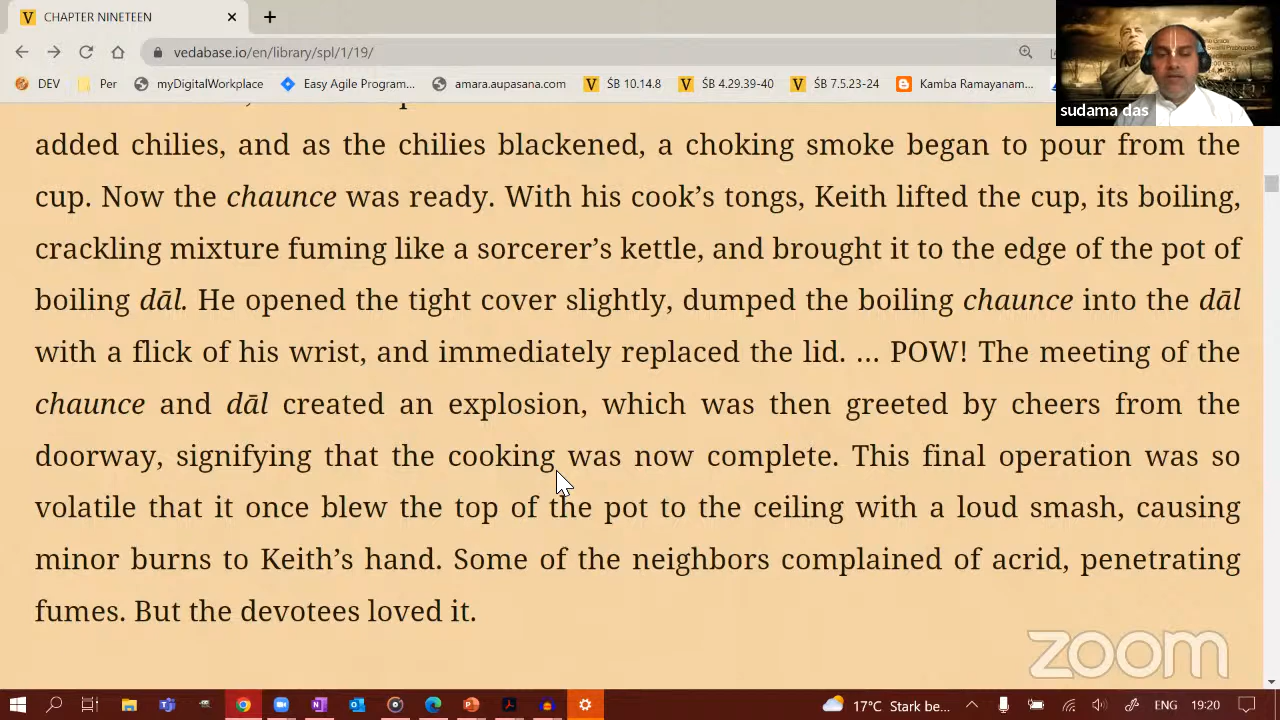 CHAPTER NINETEEN
vedabase.io/en/library/spl/1/19/
DEV Per myDigitalWorkplace Easy Agile Program... amara.aupasana.com ŚB 10.14.8 ŚB 4.29.39-40 ŚB 7.5.23-24 Kamba Ramayanam...
sudama das
added chilies, and as the chilies blackened, a choking smoke began to pour from the
cup. Now the chaunce was ready. With his cook’s tongs, Keith lifted the cup, its boiling,
crackling mixture fuming like a sorcerer’s kettle, and brought it to the edge of the pot of
boiling dāl. He opened the tight cover slightly, dumped the boiling chaunce into the dāl
with a flick of his wrist, and immediately replaced the lid. … POW! The meeting of the
chaunce and dāl created an explosion, which was then greeted by cheers from the
doorway, signifying that the cooking was now complete. This final operation was so
volatile that it once blew the top of the pot to the ceiling with a loud smash, causing
minor burns to Keith’s hand. Some of the neighbors complained of acrid, penetrating
fumes. But the devotees loved it.
zoom
17°C Stark be... ENG 19:20